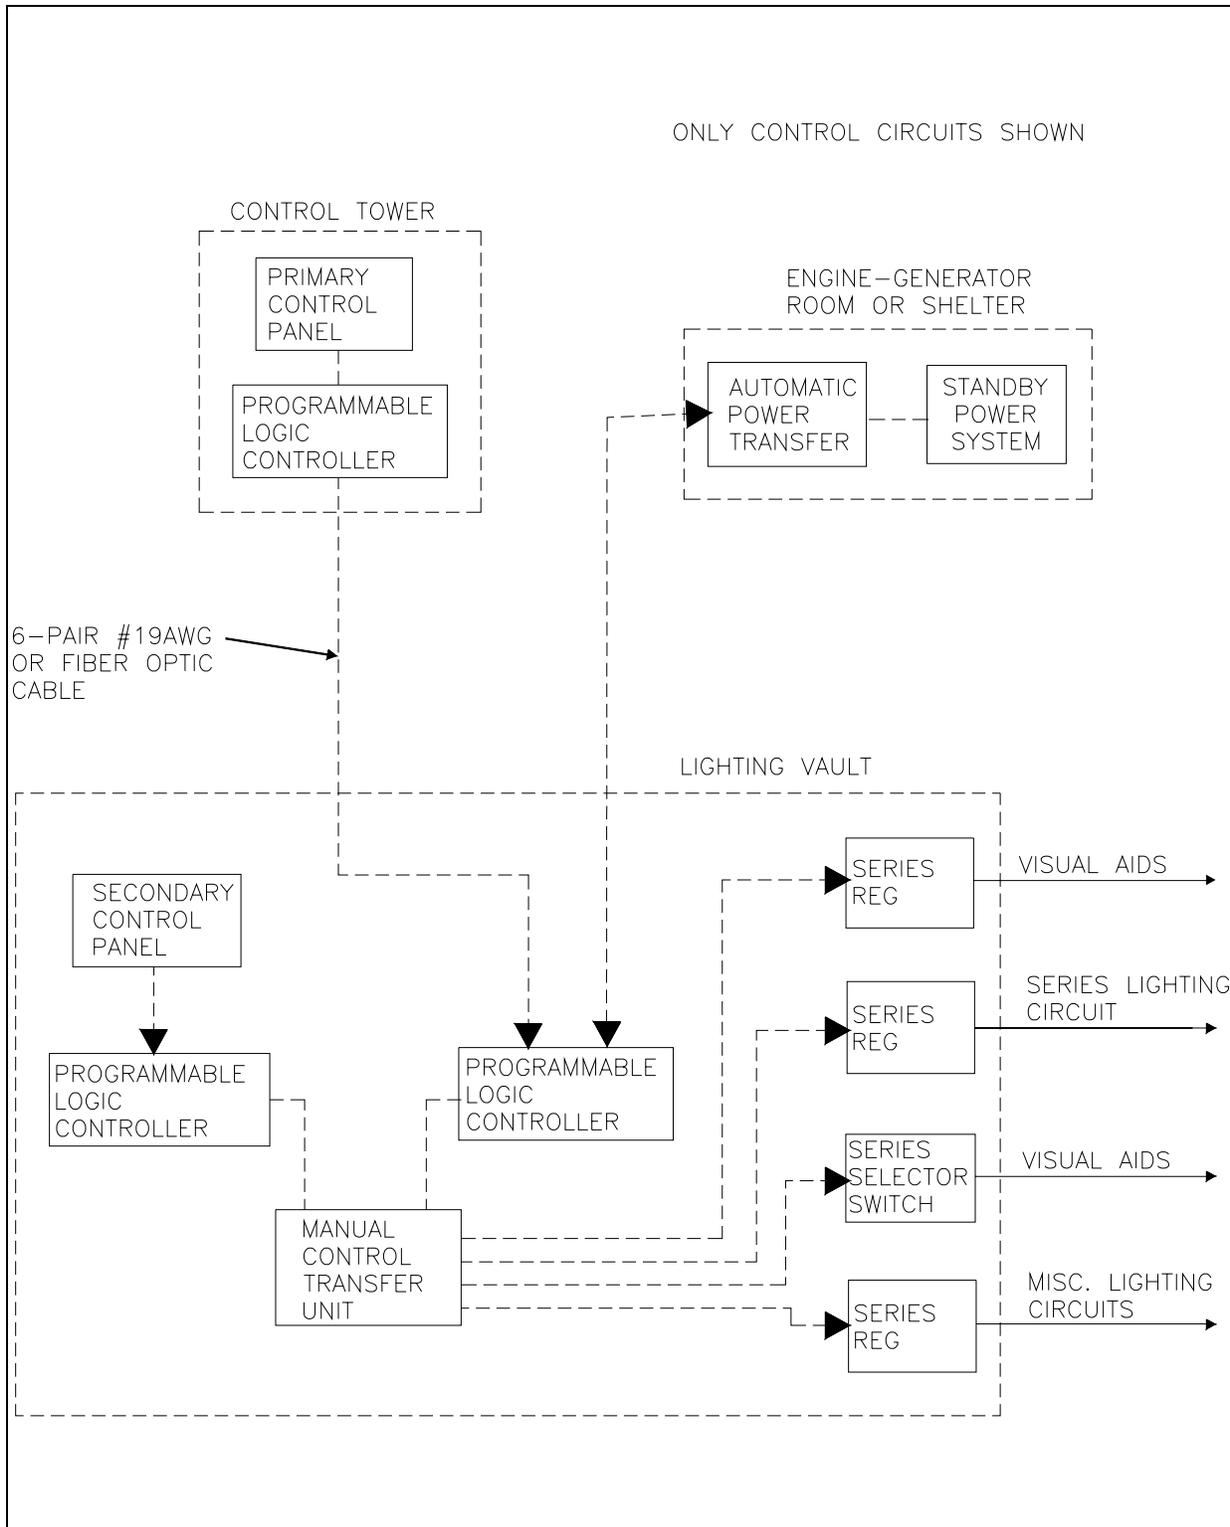 ONLY CONTROL CIRCUITS SHOWN
CONTROL TOWER
PRIMARY
CONTROL
PANEL
PROGRAMMABLE
LOGIC
CONTROLLER
ENGINE-GENERATOR
ROOM OR SHELTER
AUTOMATIC
POWER
TRANSFER
STANDBY
POWER
SYSTEM
6-PAIR #19AWG
OR FIBER OPTIC
CABLE
LIGHTING VAULT
SECONDARY
CONTROL
PANEL
PROGRAMMABLE
LOGIC
CONTROLLER
PROGRAMMABLE
LOGIC
CONTROLLER
MANUAL
CONTROL
TRANSFER
UNIT
SERIES
REG
VISUAL AIDS
SERIES
REG
SERIES LIGHTING
CIRCUIT
SERIES
SELECTOR
SWITCH
VISUAL AIDS
SERIES
REG
MISC. LIGHTING
CIRCUITS